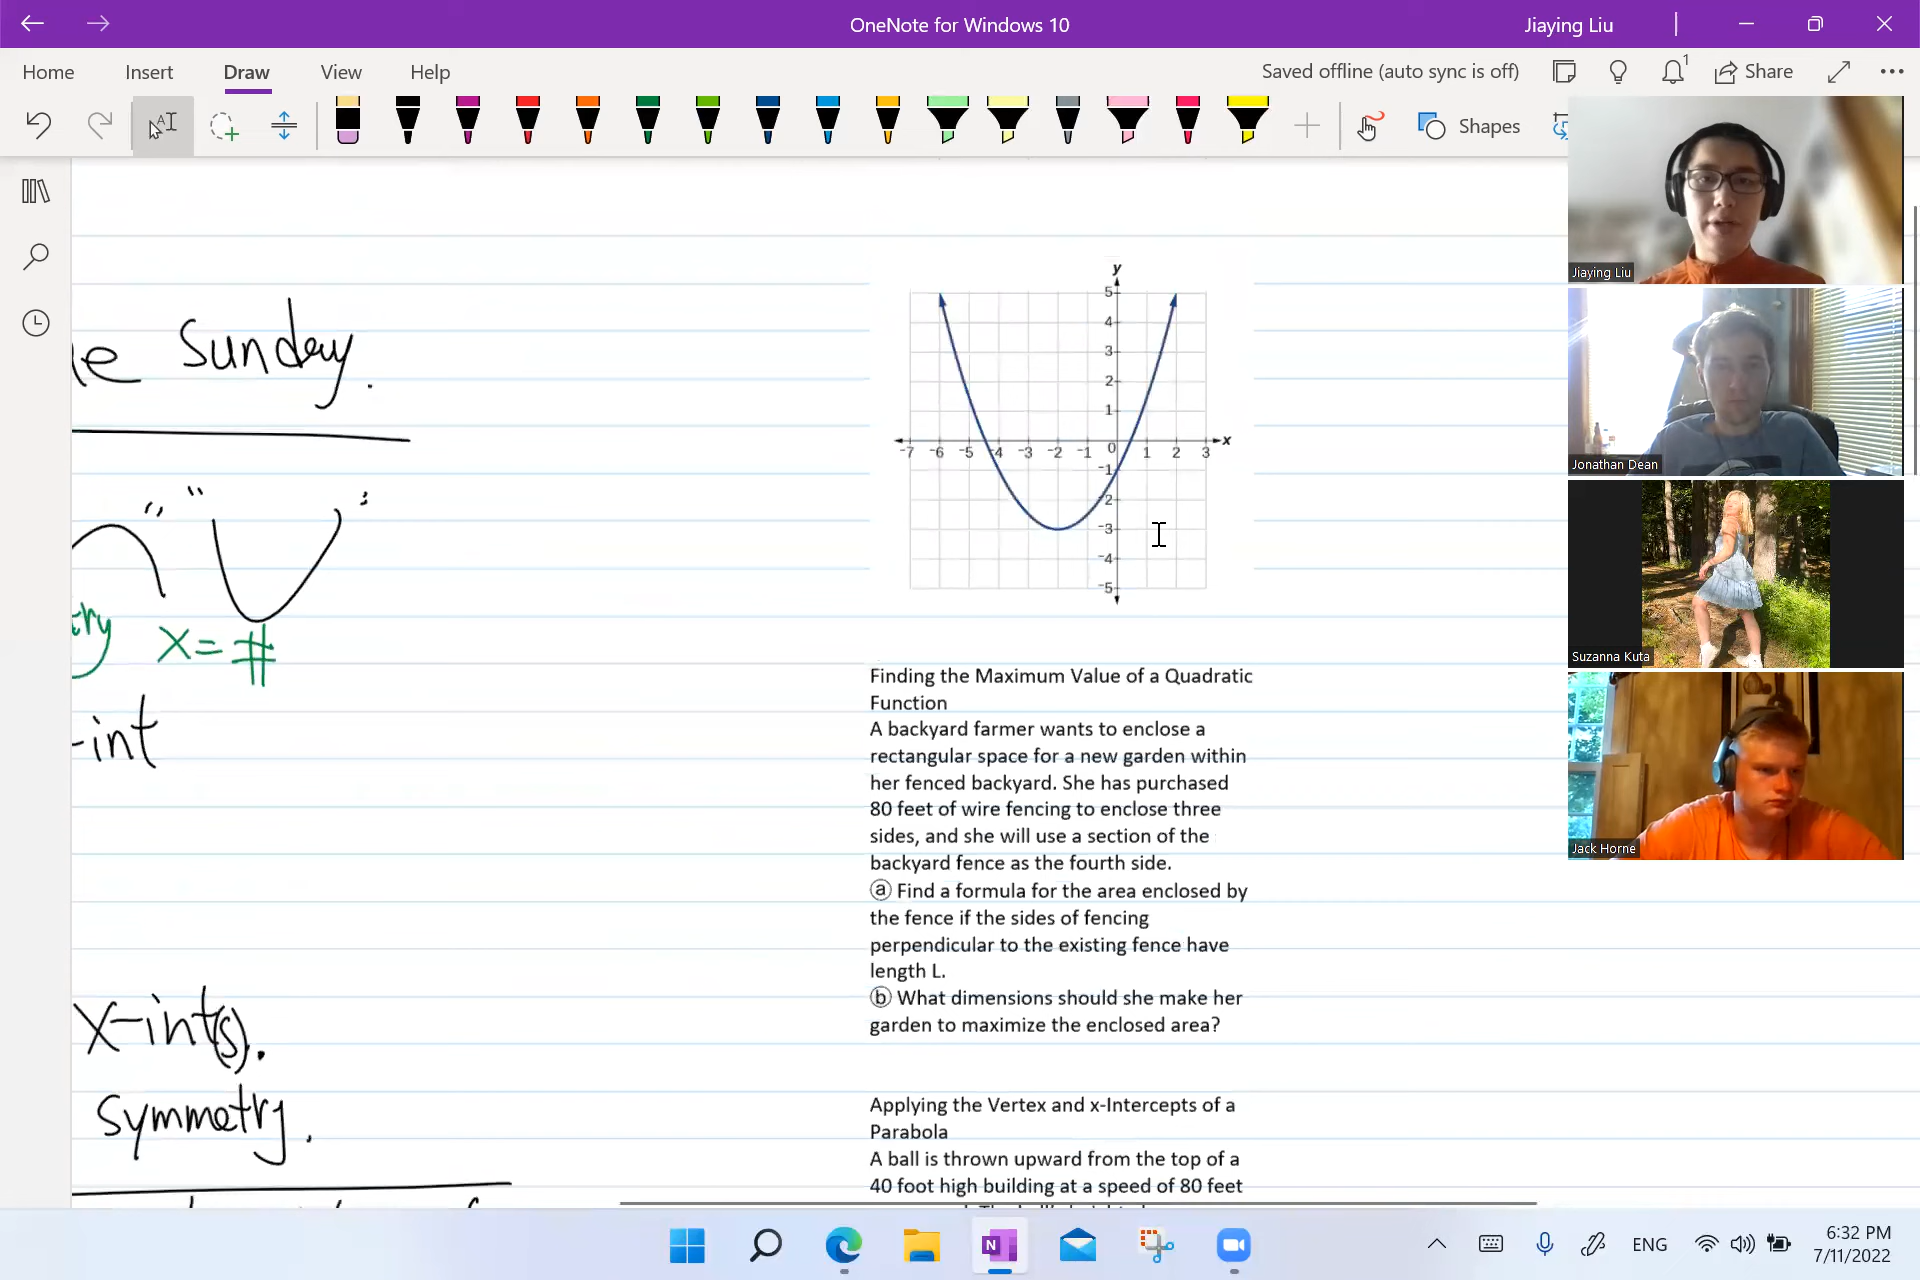 OneNote for Windows 10
Jiaying Liu
Home Insert Draw View Help
Saved offline (auto sync is off)
1
Share
Shapes
Sunday.
" "
x = #
-int
x-int(s).
symmetry.
y
5
4
3
2
1
-7 -6 -5 -4 -3 -2 -1 0 1 2 3 x
-1
-2
-3
-4
-5
Finding the Maximum Value of a Quadratic
Function
A backyard farmer wants to enclose a
rectangular space for a new garden within
her fenced backyard. She has purchased
80 feet of wire fencing to enclose three
sides, and she will use a section of the
backyard fence as the fourth side.
ⓐ Find a formula for the area enclosed by
the fence if the sides of fencing
perpendicular to the existing fence have
length L.
ⓑ What dimensions should she make her
garden to maximize the enclosed area?
Applying the Vertex and x-Intercepts of a
Parabola
A ball is thrown upward from the top of a
40 foot high building at a speed of 80 feet
Jiaying Liu
Jonathan Dean
Suzanna Kuta
Jack Horne
ENG
6:32 PM
7/11/2022